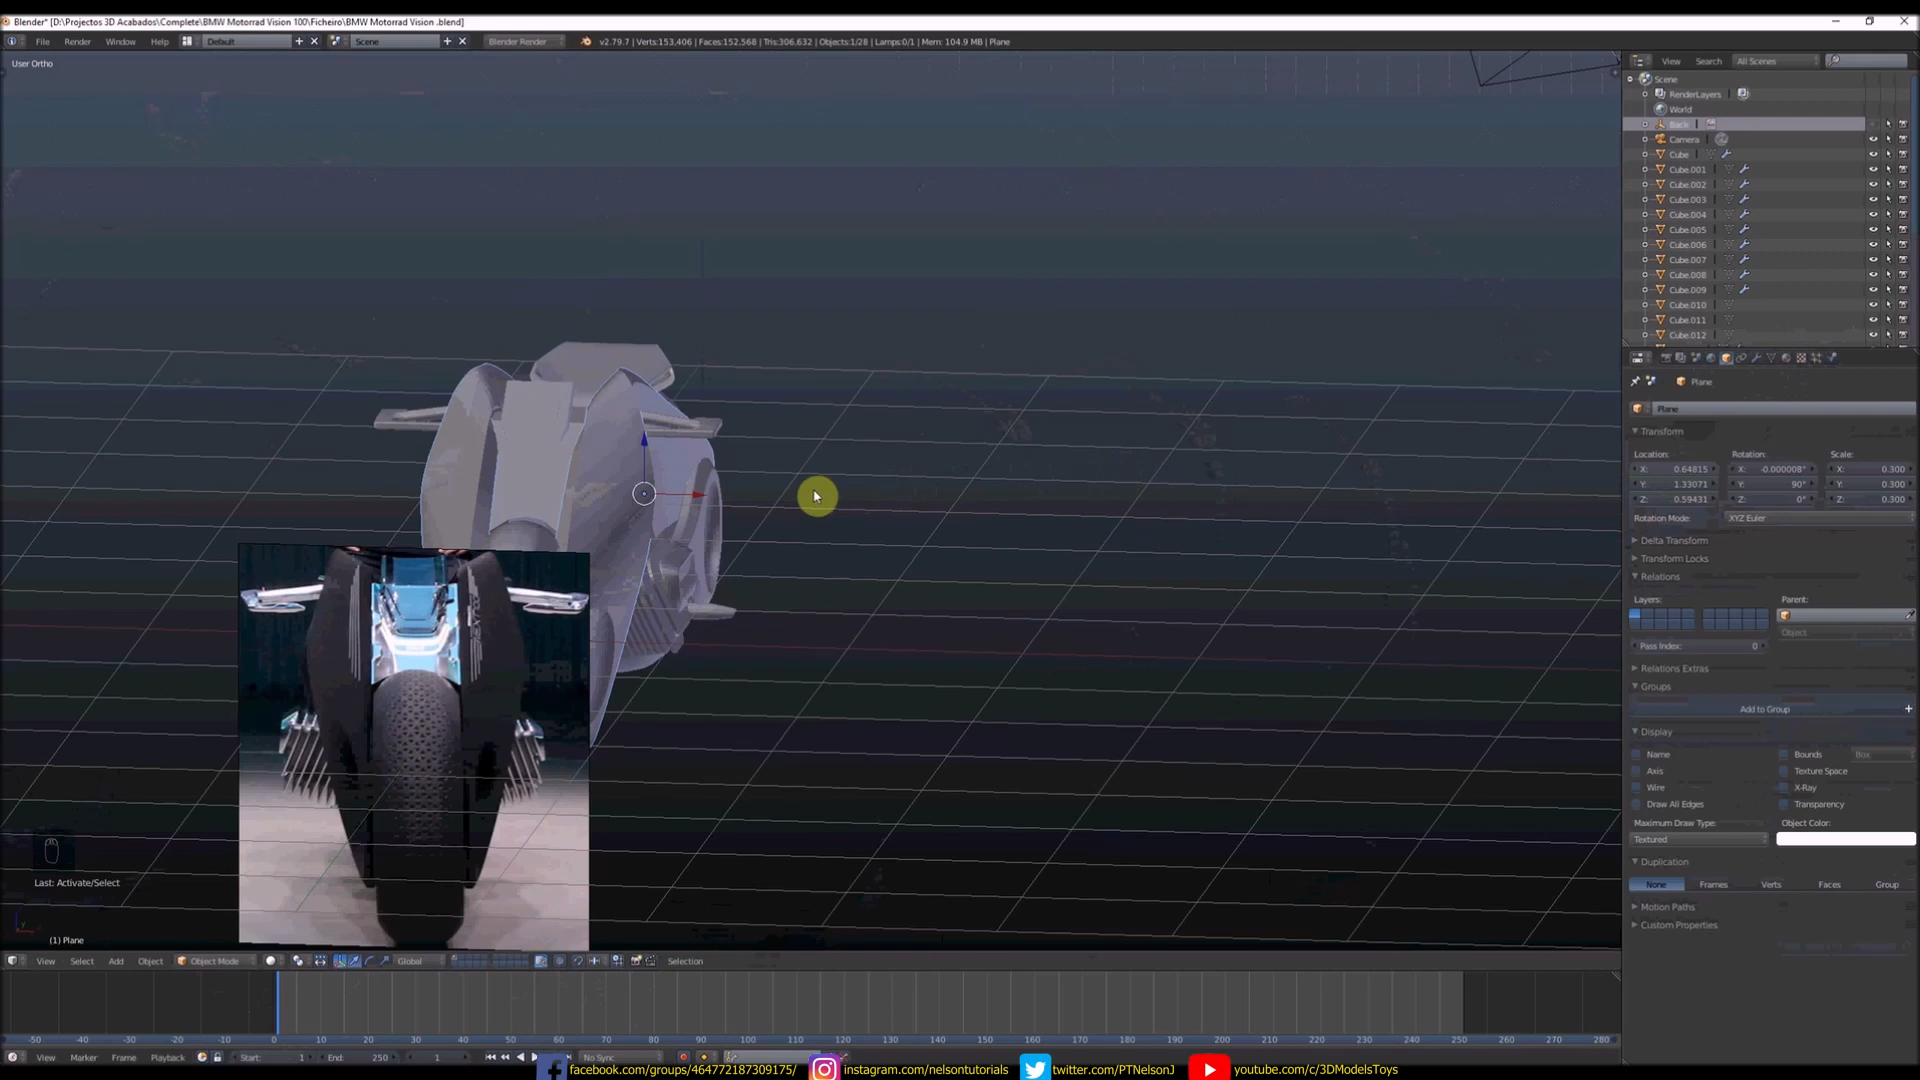 Blender* [D:\Projectos 3D Acabados\Complete\BMW Motorrad Vision 100\Ficheiro\BMW Motorrad Vision .blend]
File Render Window Help Default Scene Blender Render v2.79.7 | Verts:153,406 | Faces:152,568 | Tris:306,632 | Objects:1/28 | Lamps:0/1 | Mem: 104.9 MB | Plane
User Ortho
View Search All Scenes
Scene
RenderLayers
World
Back
Camera
Cube
Cube.001
Cube.002
Cube.003
Cube.004
Cube.005
Cube.006
Cube.007
Cube.008
Cube.009
Cube.010
Cube.011
Cube.012
Plane
Plane
Transform
Location: Rotation: Scale:
X: 0.64815 X: -0.000008° X: 0.300
Y: 1.33071 Y: 90° Y: 0.300
Z: 0.59431 Z: 0° Z: 0.300
Rotation Mode: XYZ Euler
Delta Transform
Transform Locks
Relations
Layers: Parent:
Object
Pass Index: 0
Relations Extras
Groups
Add to Group
Display
Name Bounds Box
Axis Texture Space
Wire X-Ray
Draw All Edges Transparency
Maximum Draw Type: Object Color:
Textured
Duplication
None Frames Verts Faces Group
Motion Paths
Custom Properties
Last: Activate/Select
(1) Plane
View Select Add Object Object Mode Global Selection
-50 -40 -30 -20 -10 0 10 20 30 40 50 60 70 80 90 100 110 120 130 140 150 160 170 180 190 200 210 220 230 240 250 260 270 280
View Marker Frame Playback Start: 1 End: 250 1 No Sync
facebook.com/groups/464772187309175/ instagram.com/nelsontutorials twitter.com/PTNelsonJ youtube.com/c/3DModelsToys